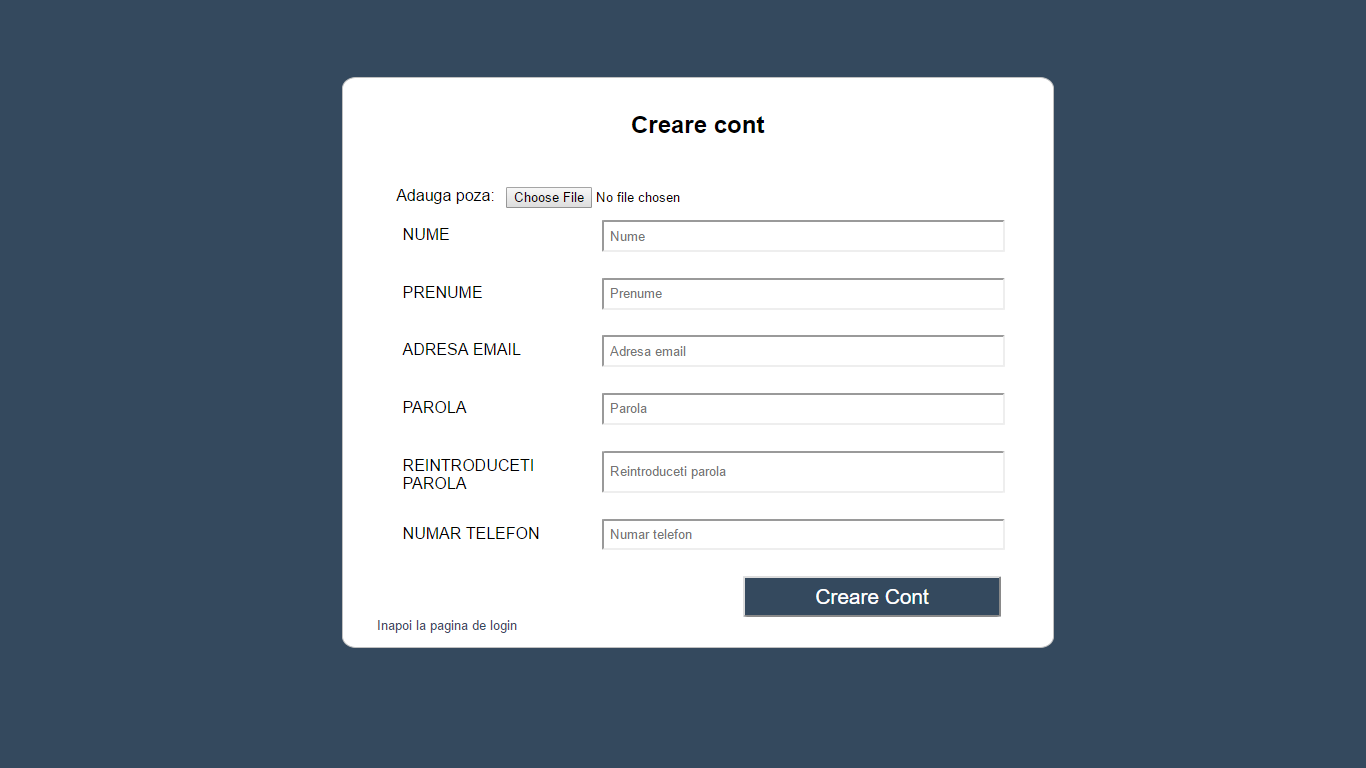 Creare cont
Adauga poza: Choose File No file chosen
NUME Nume
PRENUME Prenume
ADRESA EMAIL Adresa email
PAROLA Parola
REINTRODUCETI
PAROLA
Reintroduceti parola
NUMAR TELEFON Numar telefon
Creare Cont
Inapoi la pagina de login